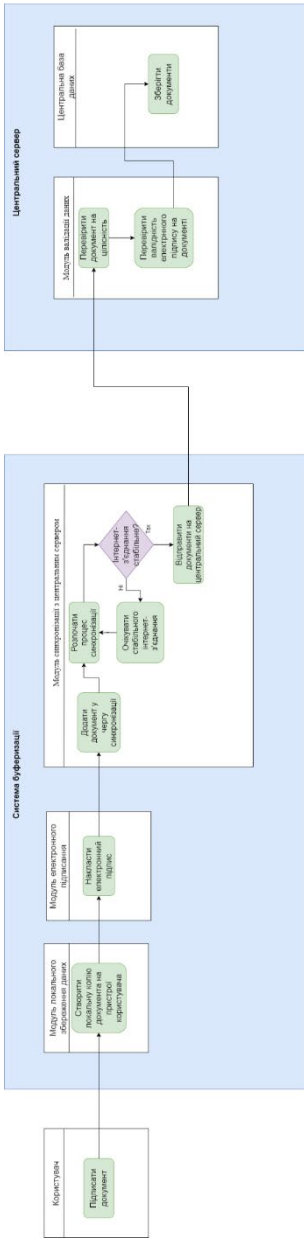 Користувач
Підписати
документ
Система буферизації
Модуль локального
збереження даних
Створити
локальну копію
документа на
пристрої
користувача
Модуль електронного
підписання
Накласти
електронний
підпис
Модуль синхронізації з центральним сервером
Додати
документ у
чергу
синхронізації
Розпочати
процес
синхронізації
Інтернет-
з'єднання
стабільне?
Ні
Так
Очікувати
стабільного
інтернет-
з'єднання
Відправити
документи на
центральний сервер
Центральний сервер
Модуль валідації даних
Перевірити
документ на
цілісність
Перевірити
валідність
електронного
підпису на
документі
Центральна база
даних
Зберігти
документи